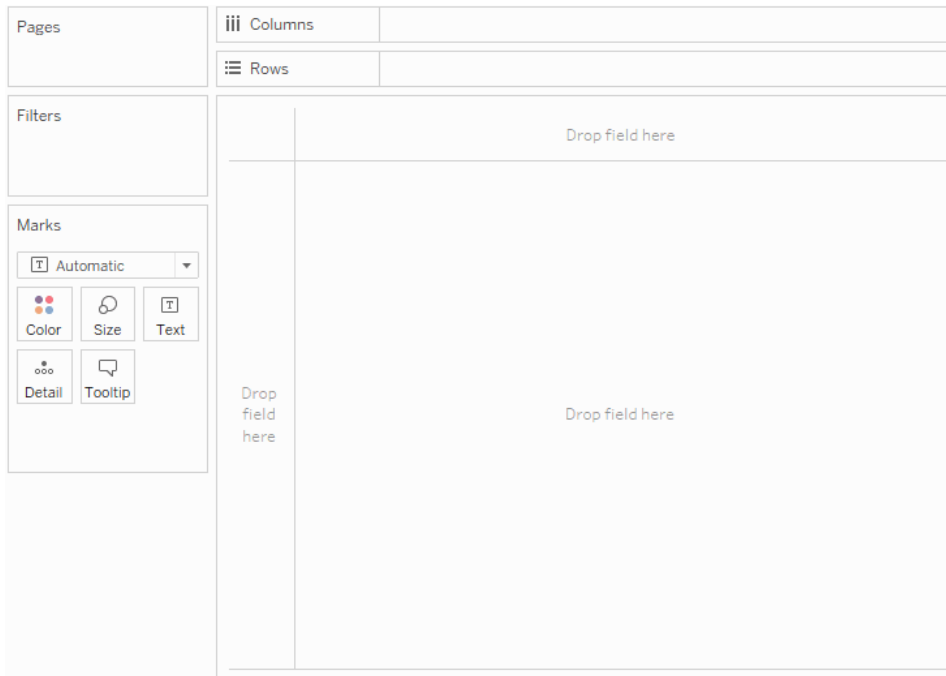 Pages
Columns
Rows
Filters
Drop field here
Marks
T Automatic
T
Color Size Text
Detail Tooltip
Drop
field
here
Drop field here